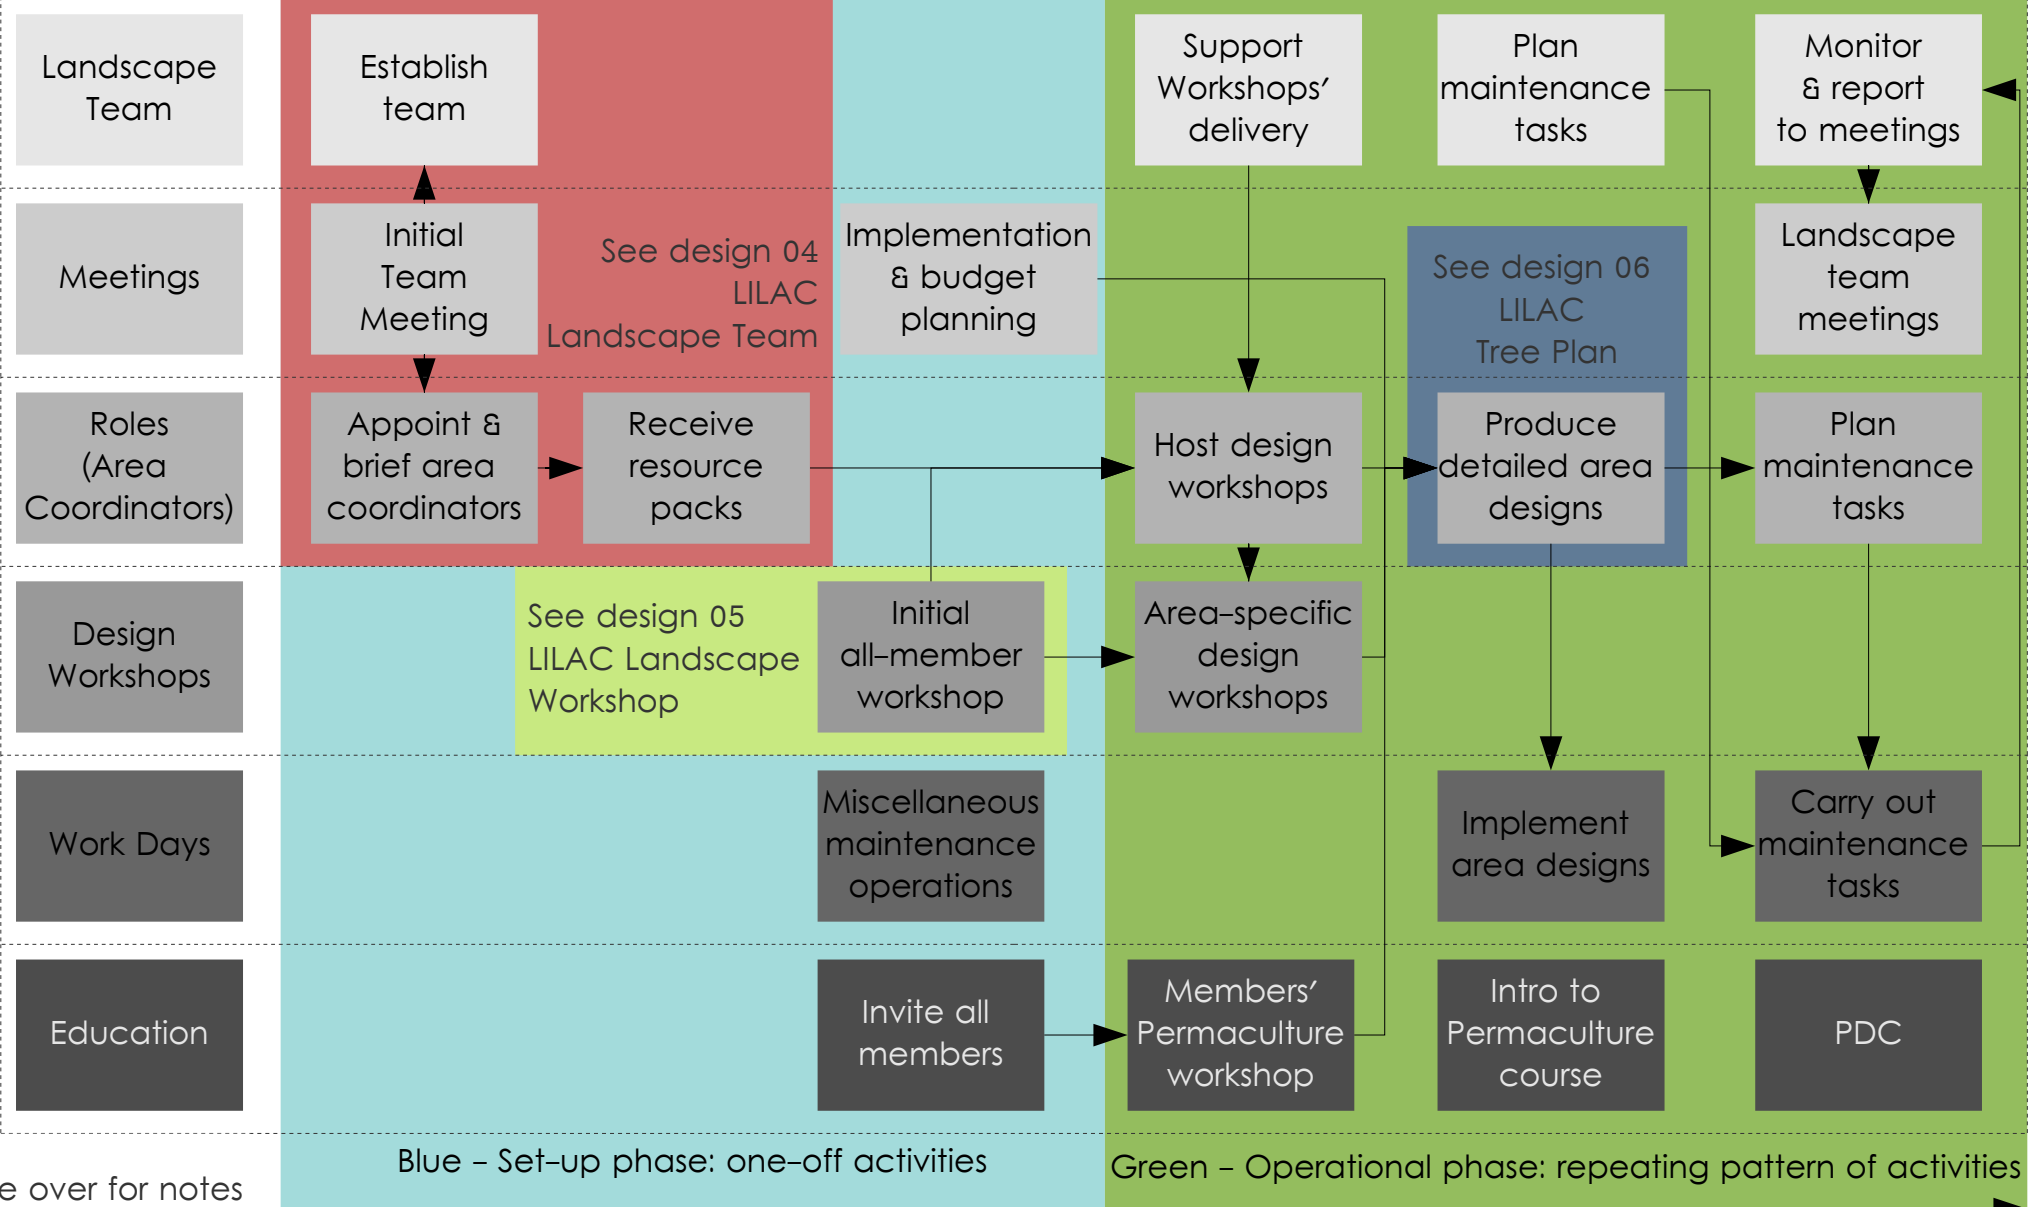 Landscape
Team
Establish
team
Support
Workshops'
delivery
Plan
maintenance
tasks
Monitor
& report
to meetings
Meetings
Initial
Team
Meeting
See design 04
LILAC
Landscape Team
Implementation
& budget
planning
See design 06
LILAC
Tree Plan
Landscape
team
meetings
Roles
(Area
Coordinators)
Appoint &
brief area
coordinators
Receive
resource
packs
Host design
workshops
Produce
detailed area
designs
Plan
maintenance
tasks
Design
Workshops
See design 05
LILAC Landscape
Workshop
Initial
all-member
workshop
Area-specific
design
workshops
Work Days
Miscellaneous
maintenance
operations
Implement
area designs
Carry out
maintenance
tasks
Education
Invite all
members
Members'
Permaculture
workshop
Intro to
Permaculture
course
PDC
Blue - Set-up phase: one-off activities
Green - Operational phase: repeating pattern of activities
e over for notes